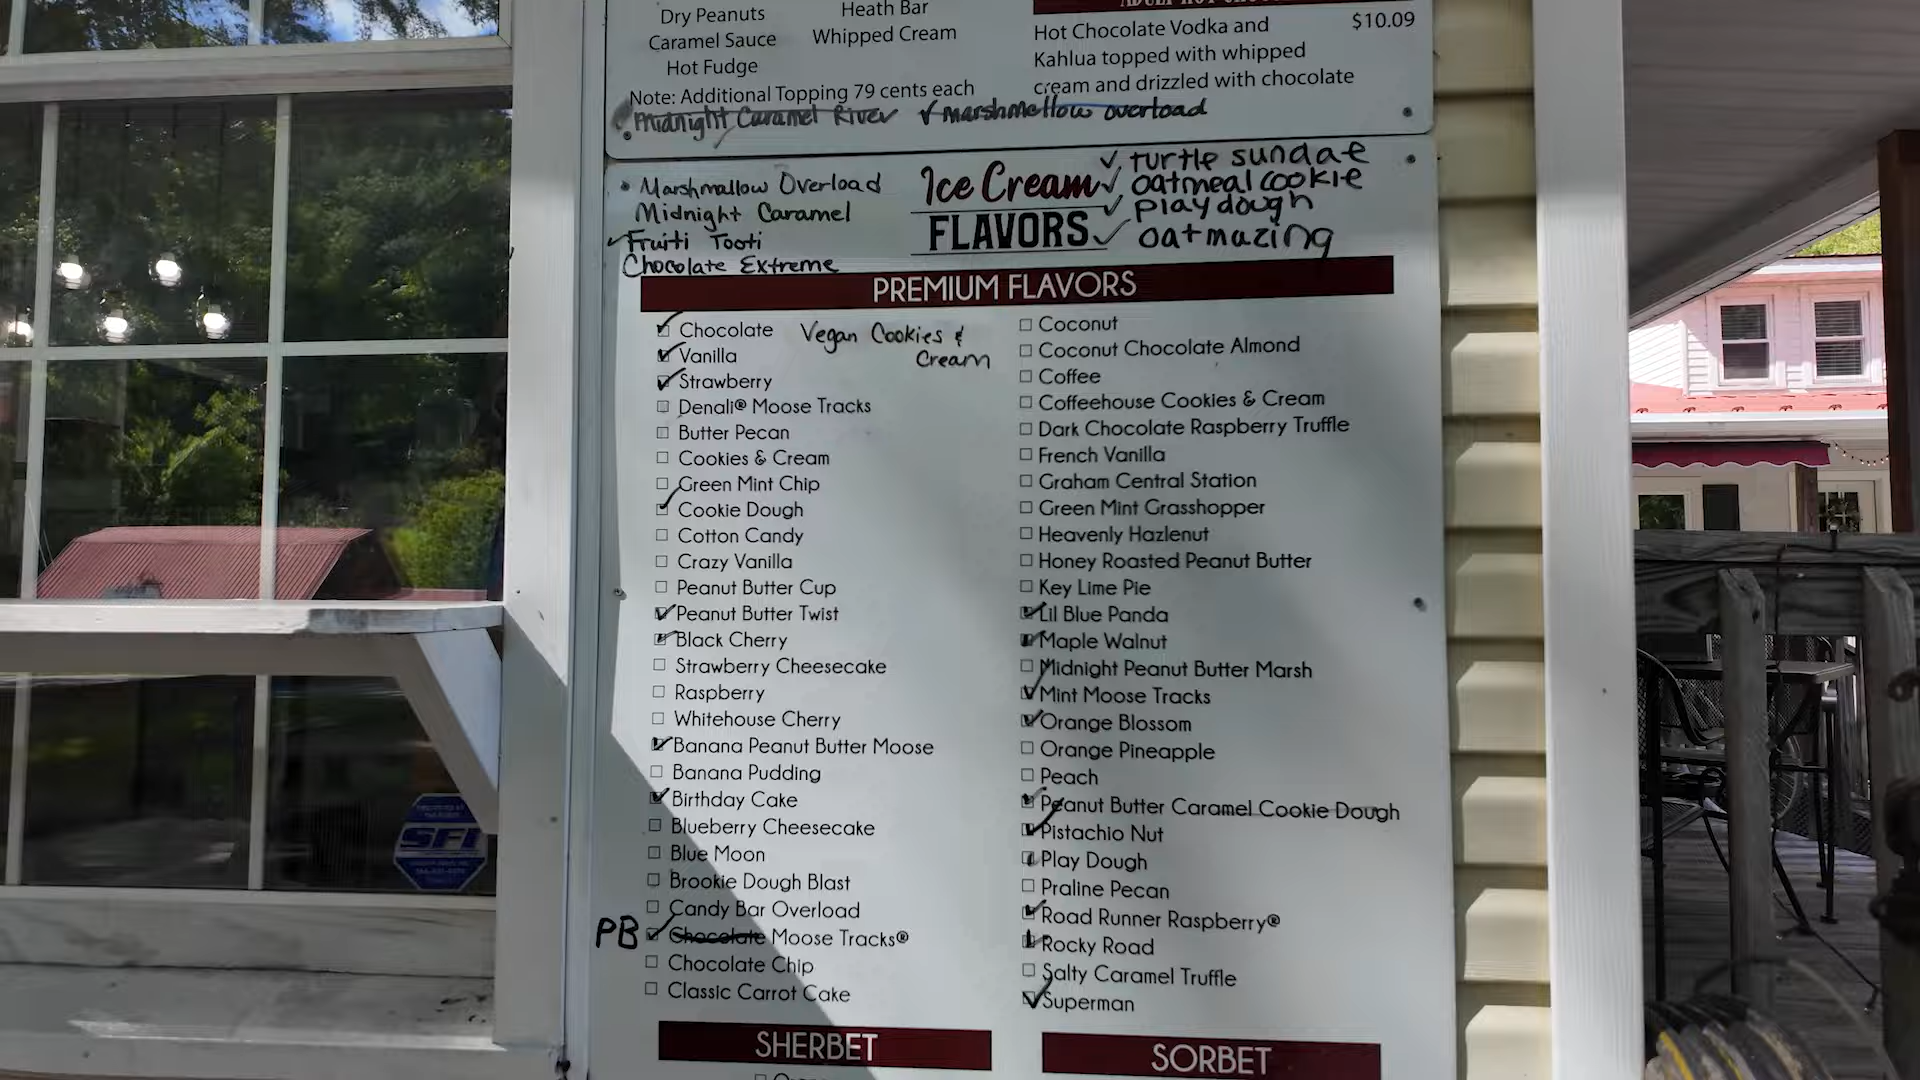 Dry Peanuts
Caramel Sauce
Hot Fudge
Heath Bar
Whipped Cream
Note: Additional Topping 79 cents each
Hot Chocolate Vodka and $10.09
Kahlua topped with whipped
cream and drizzled with chocolate
Midnight Caramel River ✓ Marshmellow overload
• Marshmallow Overload
Midnight Caramel
✓ Fruiti Tooti
Chocolate Extreme
Ice Cream
FLAVORS
✓ turtle sundae
✓ oatmeal cookie
✓ playdough
✓ oatmazing
PREMIUM FLAVORS
Chocolate
Vanilla
Strawberry
Vegan Cookies &
Cream
Denali® Moose Tracks
Butter Pecan
Cookies & Cream
Green Mint Chip
Cookie Dough
Cotton Candy
Crazy Vanilla
Peanut Butter Cup
Peanut Butter Twist
Black Cherry
Strawberry Cheesecake
Raspberry
Whitehouse Cherry
Banana Peanut Butter Moose
Banana Pudding
Birthday Cake
Blueberry Cheesecake
Blue Moon
Brookie Dough Blast
Candy Bar Overload
PB Chocolate Moose Tracks®
Chocolate Chip
Classic Carrot Cake
Coconut
Coconut Chocolate Almond
Coffee
Coffeehouse Cookies & Cream
Dark Chocolate Raspberry Truffle
French Vanilla
Graham Central Station
Green Mint Grasshopper
Heavenly Hazlenut
Honey Roasted Peanut Butter
Key Lime Pie
Lil Blue Panda
Maple Walnut
Midnight Peanut Butter Marsh
Mint Moose Tracks
Orange Blossom
Orange Pineapple
Peach
Peanut Butter Caramel Cookie Dough
Pistachio Nut
Play Dough
Praline Pecan
Road Runner Raspberry®
Rocky Road
Salty Caramel Truffle
Superman
SHERBET
SORBET
SFI